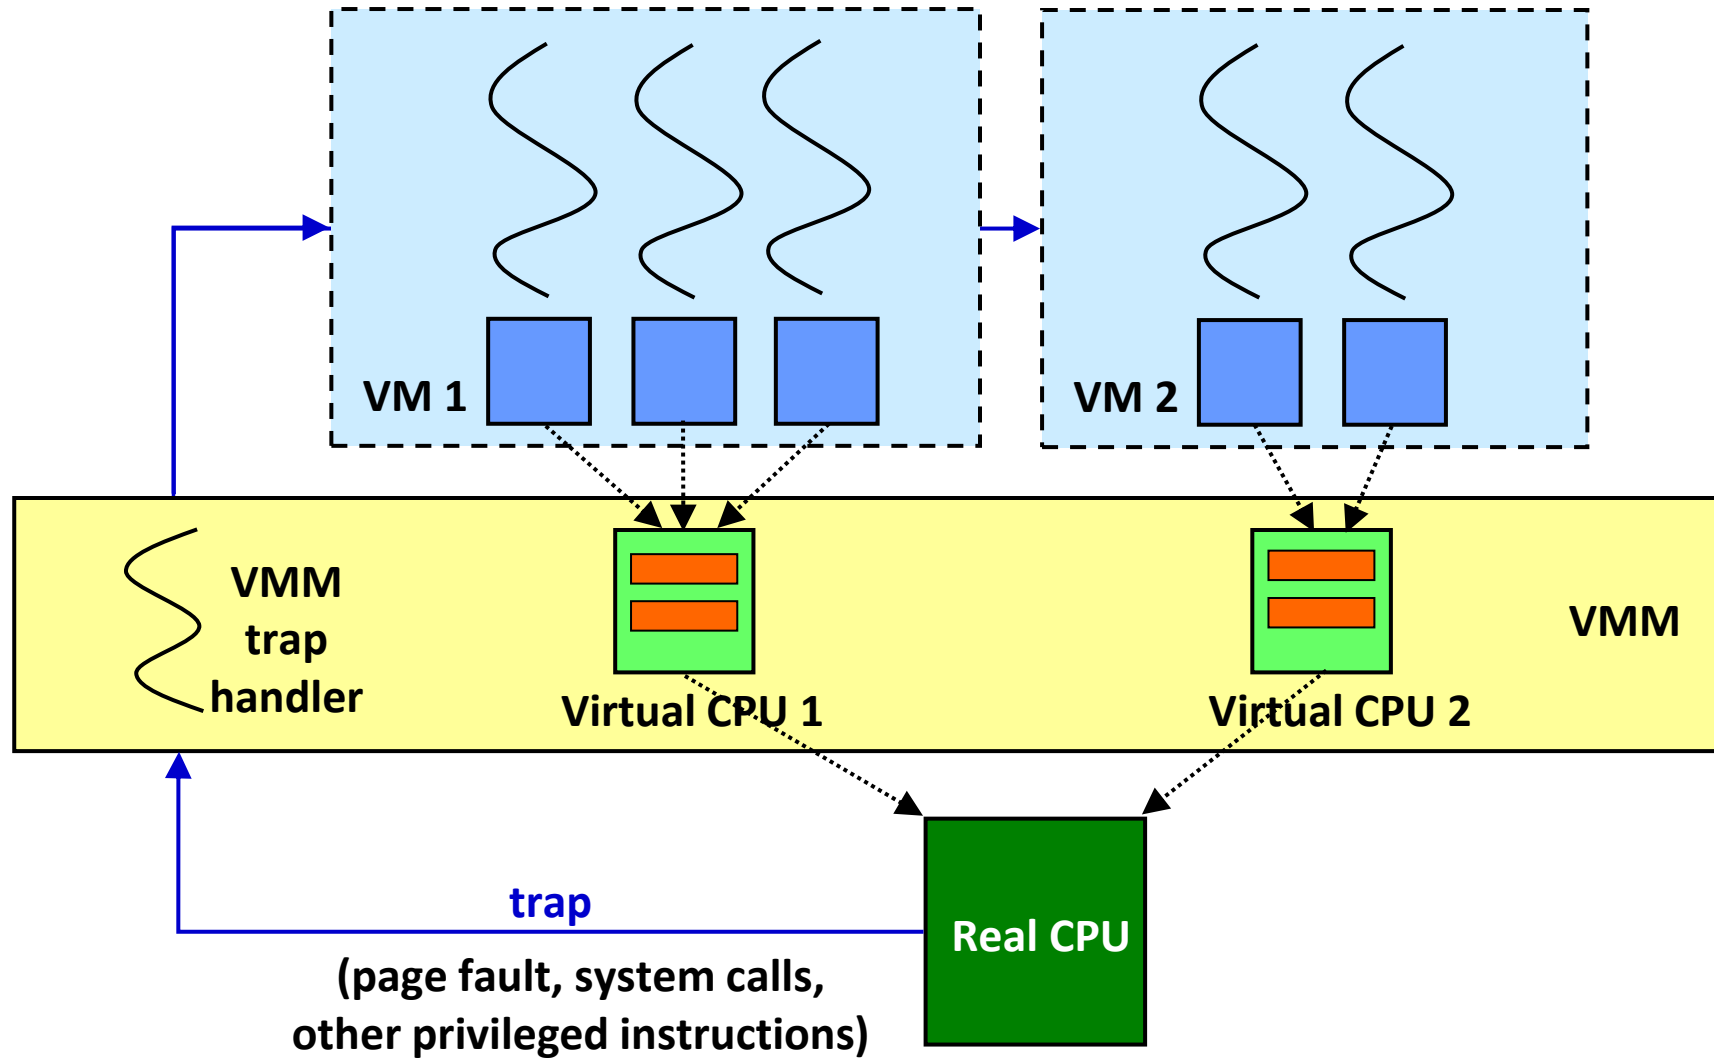 VM 1
VM 2
VMM
trap
handler
VMM
Virtual CPU 1
Virtual CPU 2
trap
Real CPU
(page fault, system calls,
other privileged instructions)